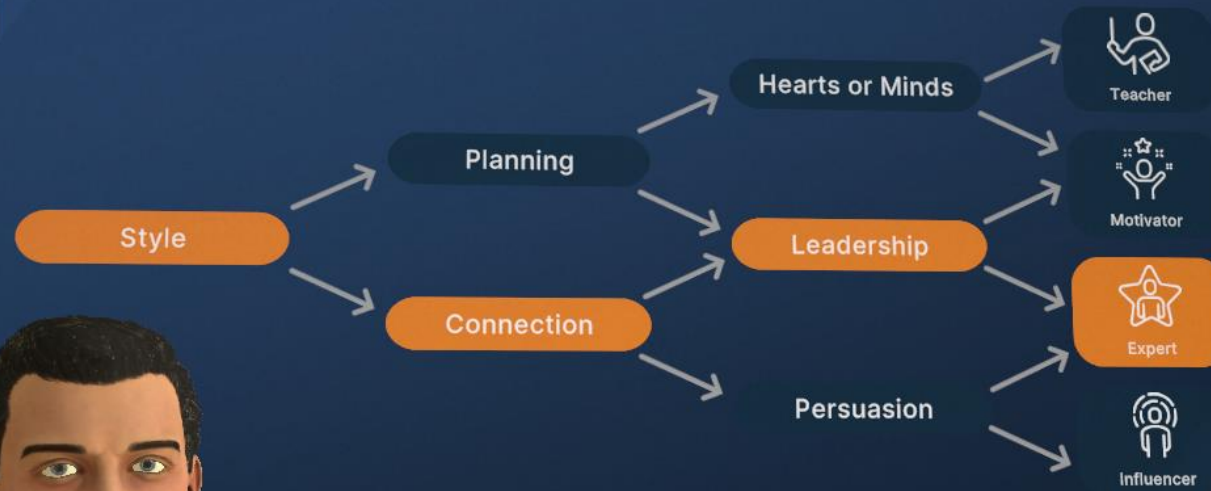 Style
Planning
Connection
Hearts or Minds
Leadership
Persuasion
Teacher
Motivator
Expert
Influencer